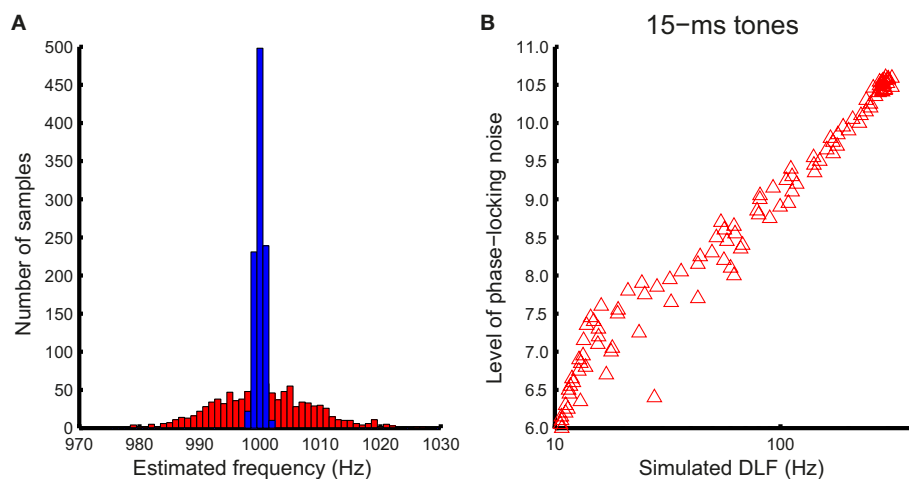 A
500
450
400
350
300
250
200
150
100
50
0
Number of samples
970 980 990 1000 1010 1020 1030
Estimated frequency (Hz)
B
15−ms tones
11.0
10.5
10.0
9.5
9.0
8.5
8.0
7.5
7.0
6.5
6.0
Level of phase−locking noise
10 100
Simulated DLF (Hz)